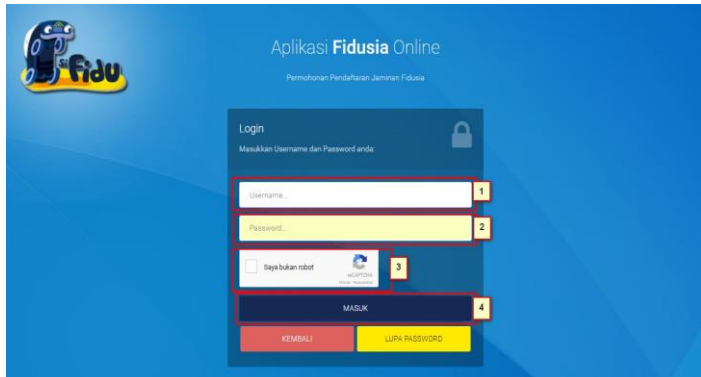 Si Fidu
Aplikasi Fidusia Online
Permohonan Pendaftaran Jaminan Fidusia
Login
Masukkan Username dan Password anda:
Username...
1
Password...
2
Saya bukan robot
reCAPTCHA
3
MASUK
4
KEMBALI
LUPA PASSWORD